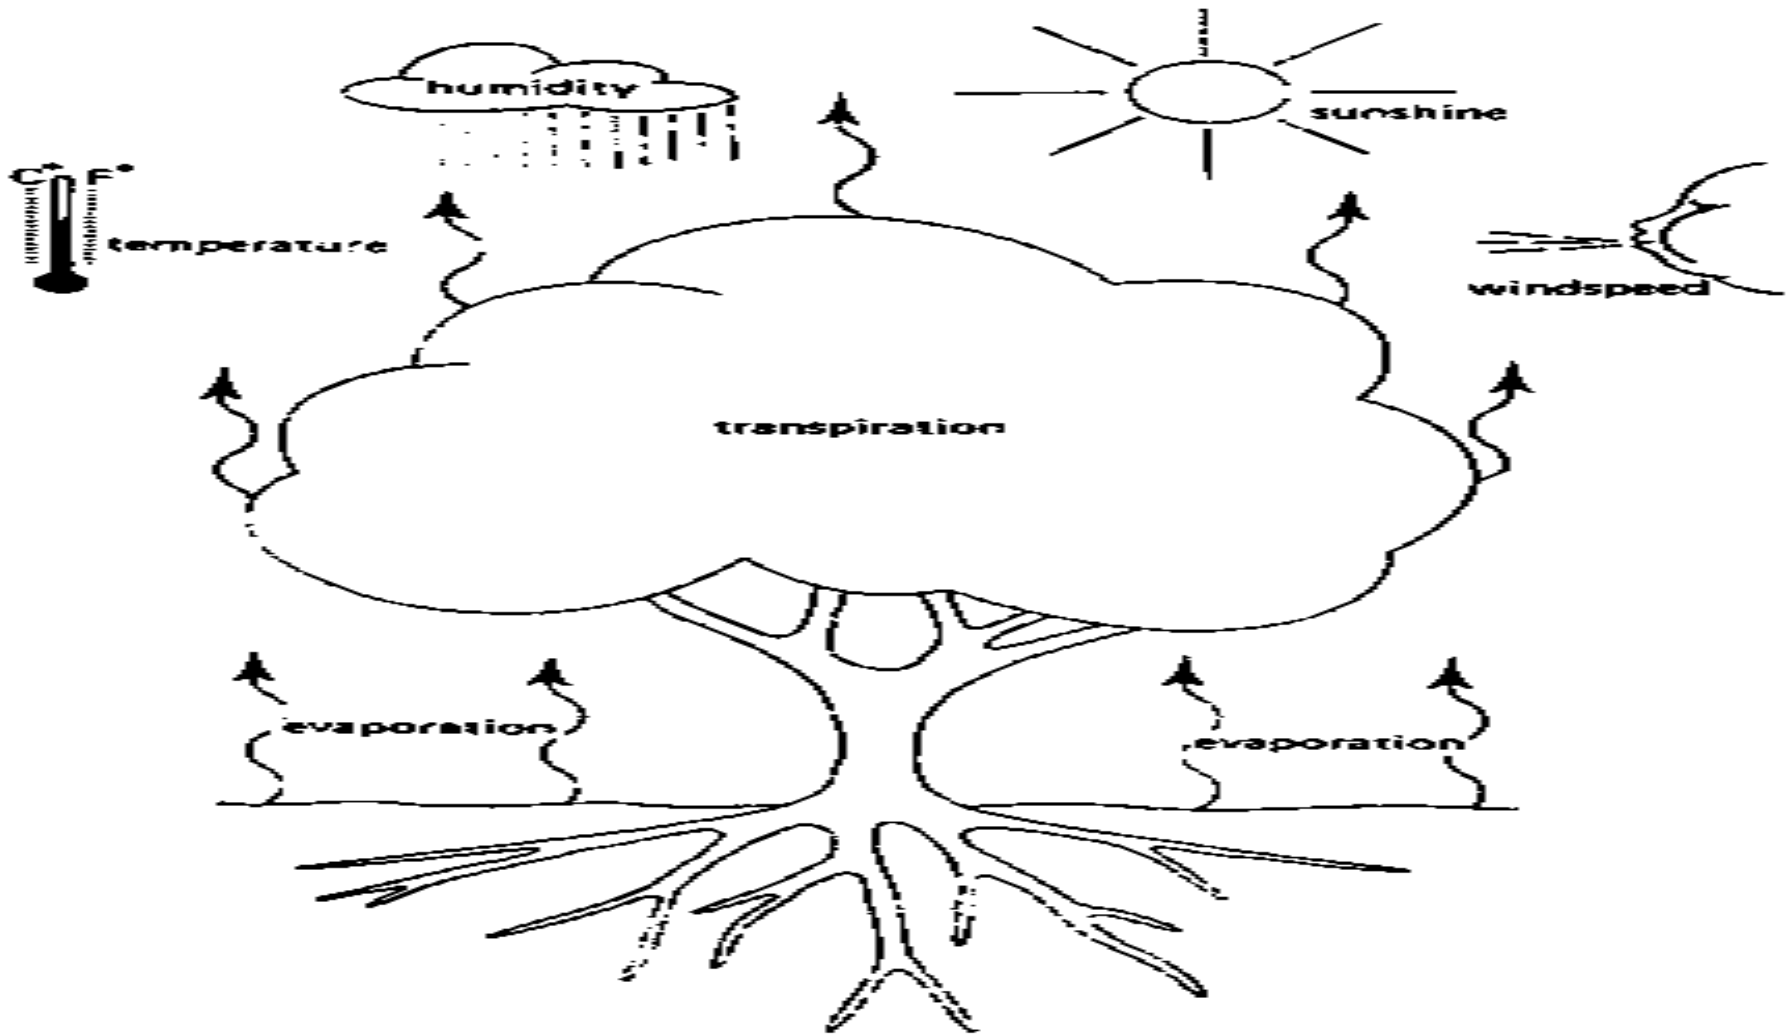 humidity
sunshine
C° F°
temperature
windspeed
transpiration
evaporation
evaporation